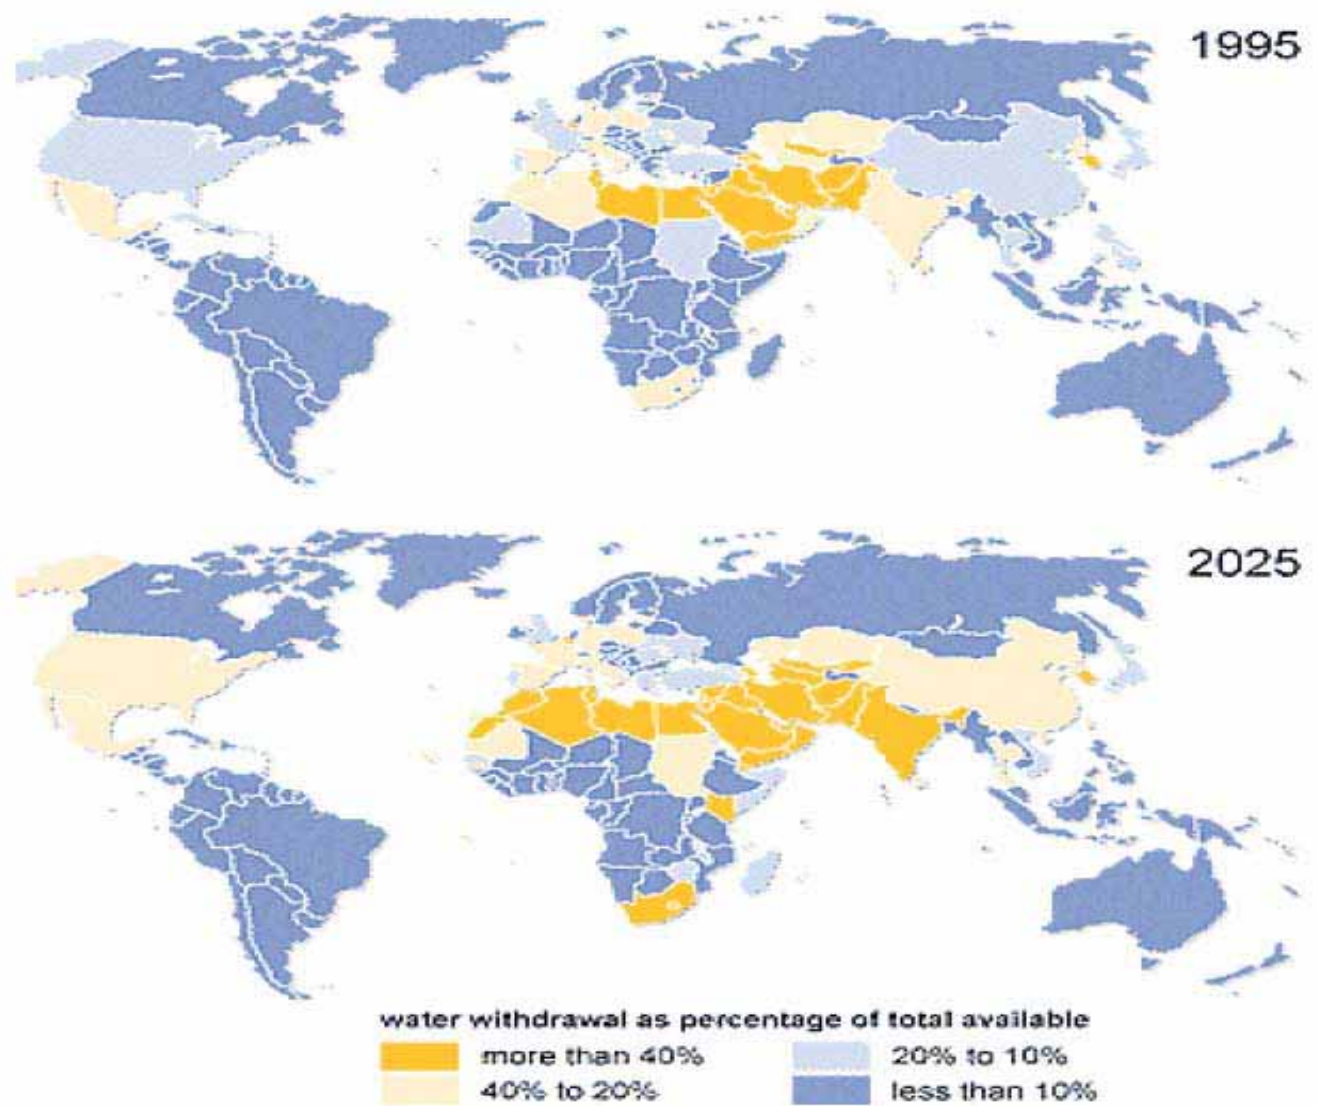 1995
2025
water withdrawal as percentage of total available
more than 40%
20% to 10%
40% to 20%
less than 10%